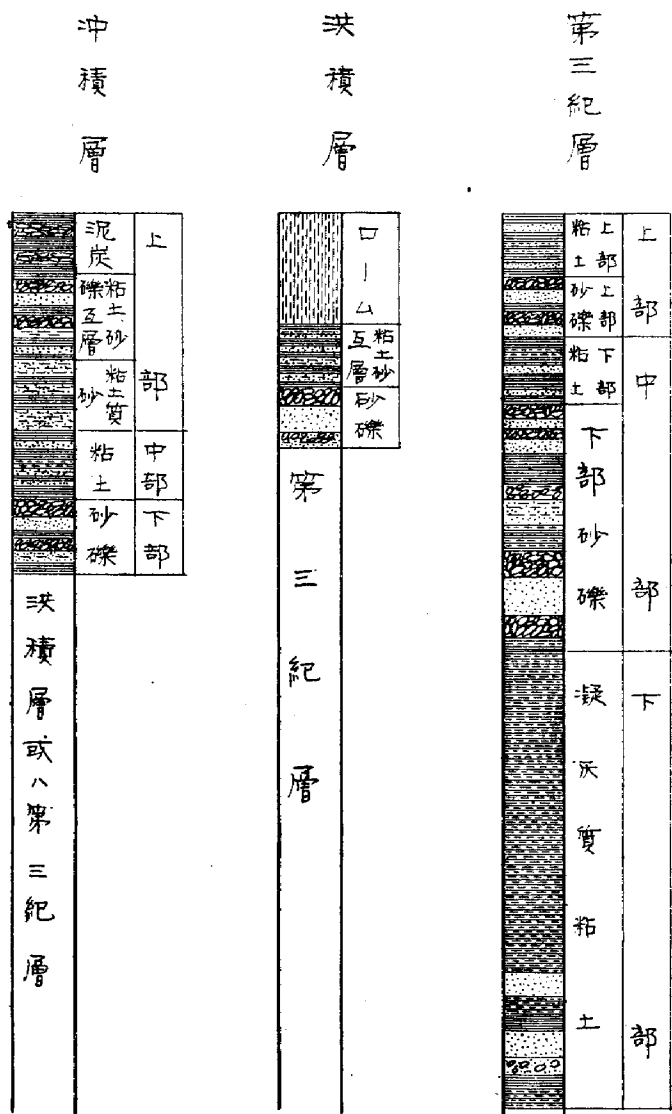 第三紀層
上部
上部粘土
上部砂礫
中部
下部粘土
下部砂礫
下部
凝灰質粘土
洪積層
ローム
粘土砂互層
砂礫
第三紀層
冲積層
上部
泥炭
粘土砂礫互層
粘土質砂
中部
粘土
下部
砂礫
洪積層或ハ第三紀層